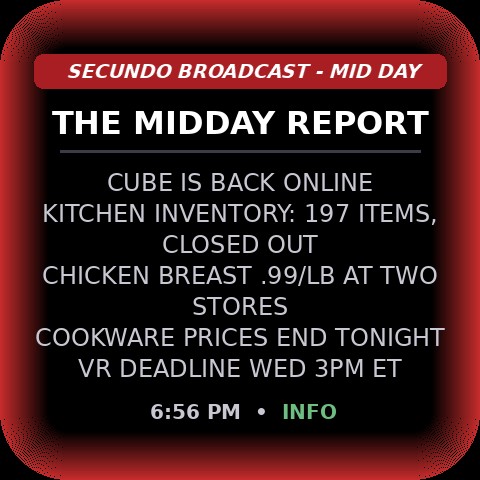 SECUNDO BROADCAST - MID DAY
THE MIDDAY REPORT
CUBE IS BACK ONLINE
KITCHEN INVENTORY: 197 ITEMS,
CLOSED OUT
CHICKEN BREAST .99/LB AT TWO
STORES
COOKWARE PRICES END TONIGHT
VR DEADLINE WED 3PM ET
6:56 PM • INFO